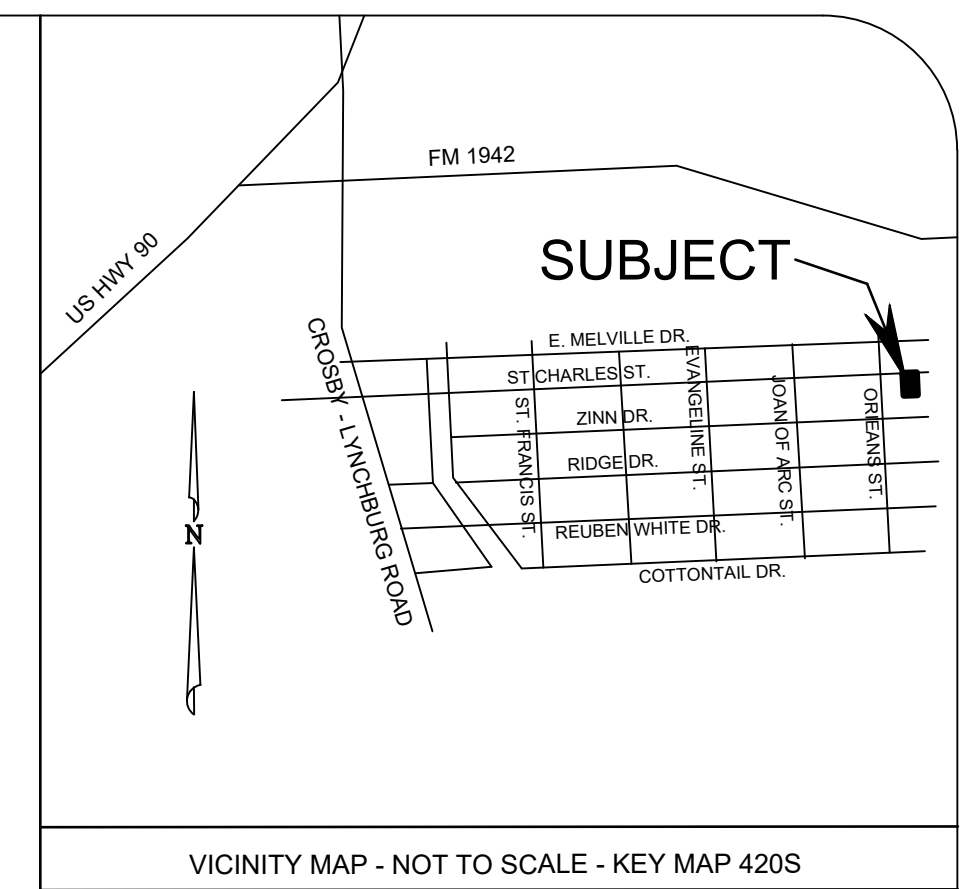 FM 1942
US HWY 90
SUBJECT
CROSBY - LYNCHBURG ROAD
E. MELVILLE DR.
ST CHARLES ST.
EVANGELINE ST.
JOAN OF ARC ST.
ORIEANS ST.
ST. FRANCIS ST.
ZINN DR.
RIDGE DR.
REUBEN WHITE DR.
COTTONTAIL DR.
N
VICINITY MAP - NOT TO SCALE - KEY MAP 420S